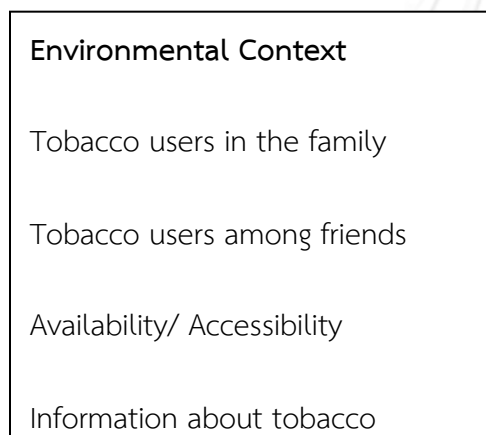 Environmental Context
Tobacco users in the family
Tobacco users among friends
Availability/ Accessibility
Information about tobacco